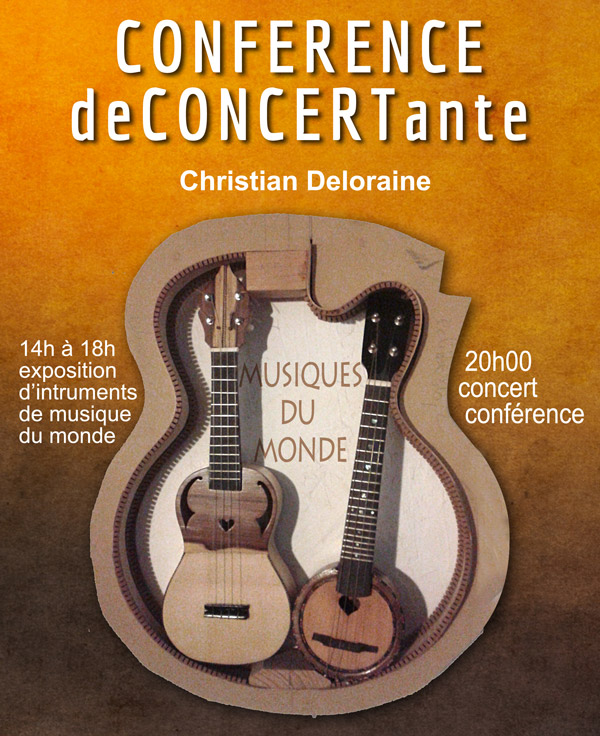 CONFERENCE
deCONCERTante
Christian Deloraine
14h à 18h
exposition
d'intruments
de musique
du monde
MUSIQUES
DU
MONDE
20h00
concert
conférence